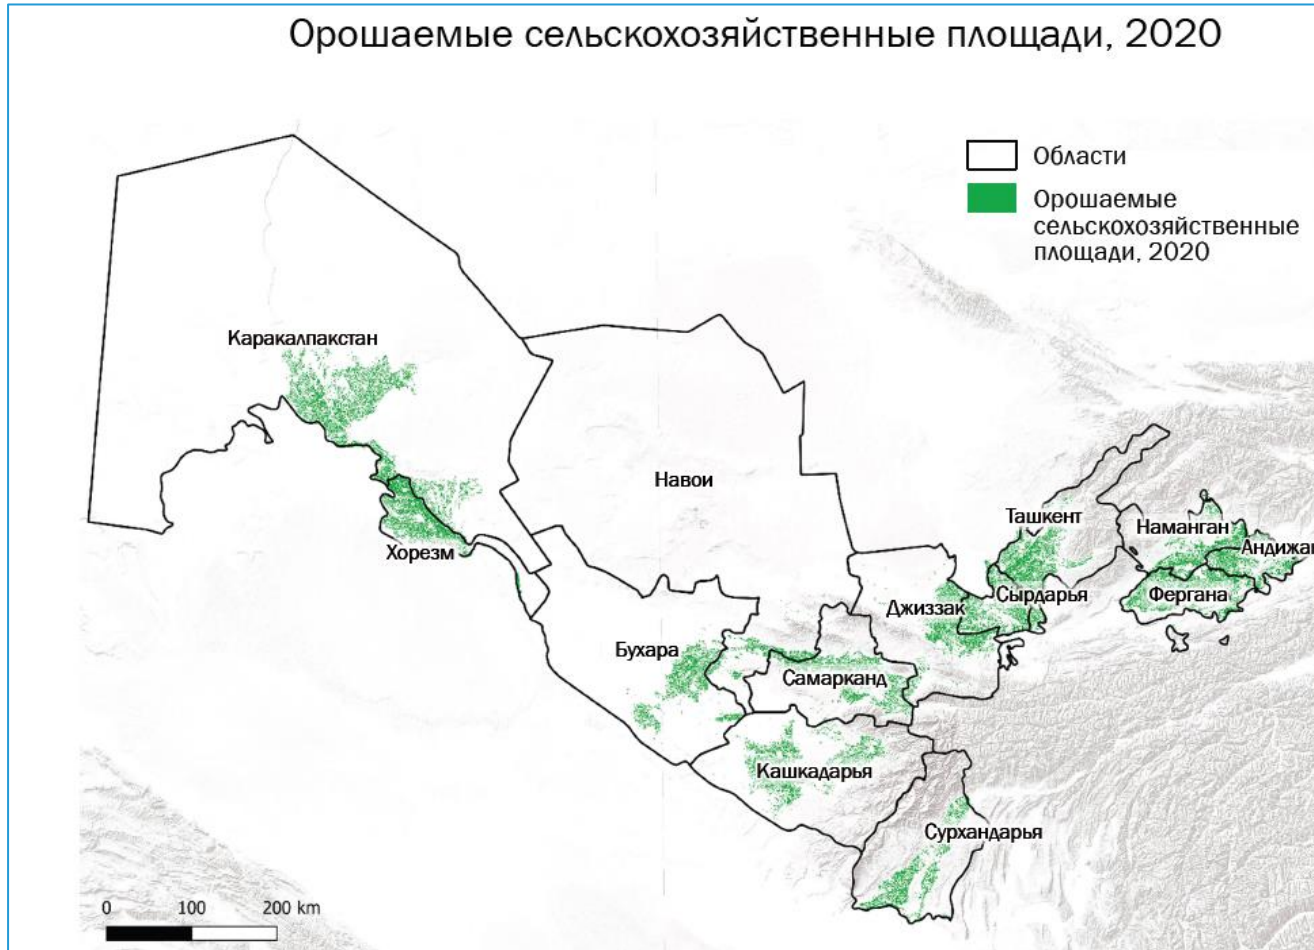 Орошаемые сельскохозяйственные площади, 2020
Области
Орошаемые
сельскохозяйственные
площади, 2020
Каракалпакстан
Навои
Ташкент
Наманган
Андижан
Хорезм
Фергана
Сырдарья
Джиззак
Бухара
Самарканд
Кашкадарья
Сурхандарья
0 100 200 km